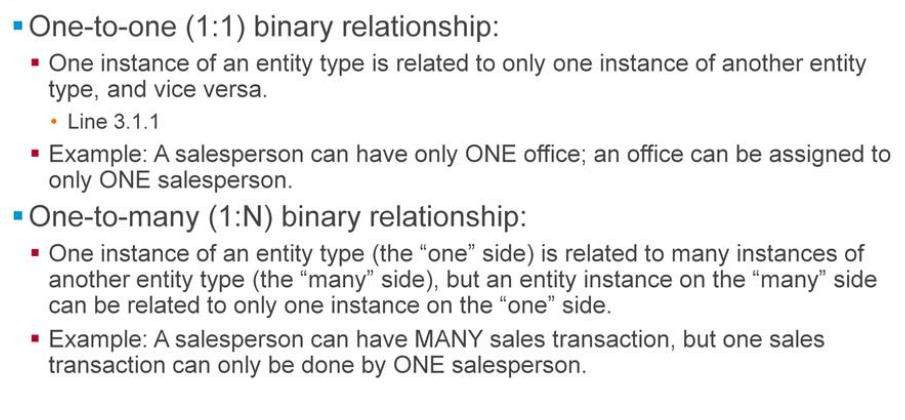 One-to-one (1:1) binary relationship:
One instance of an entity type is related to only one instance of another entity
type, and vice versa.
Line 3.1.1
Example: A salesperson can have only ONE office; an office can be assigned to
only ONE salesperson.
One-to-many (1:N) binary relationship:
One instance of an entity type (the “one” side) is related to many instances of
another entity type (the “many” side), but an entity instance on the “many” side
can be related to only one instance on the “one” side.
Example: A salesperson can have MANY sales transaction, but one sales
transaction can only be done by ONE salesperson.